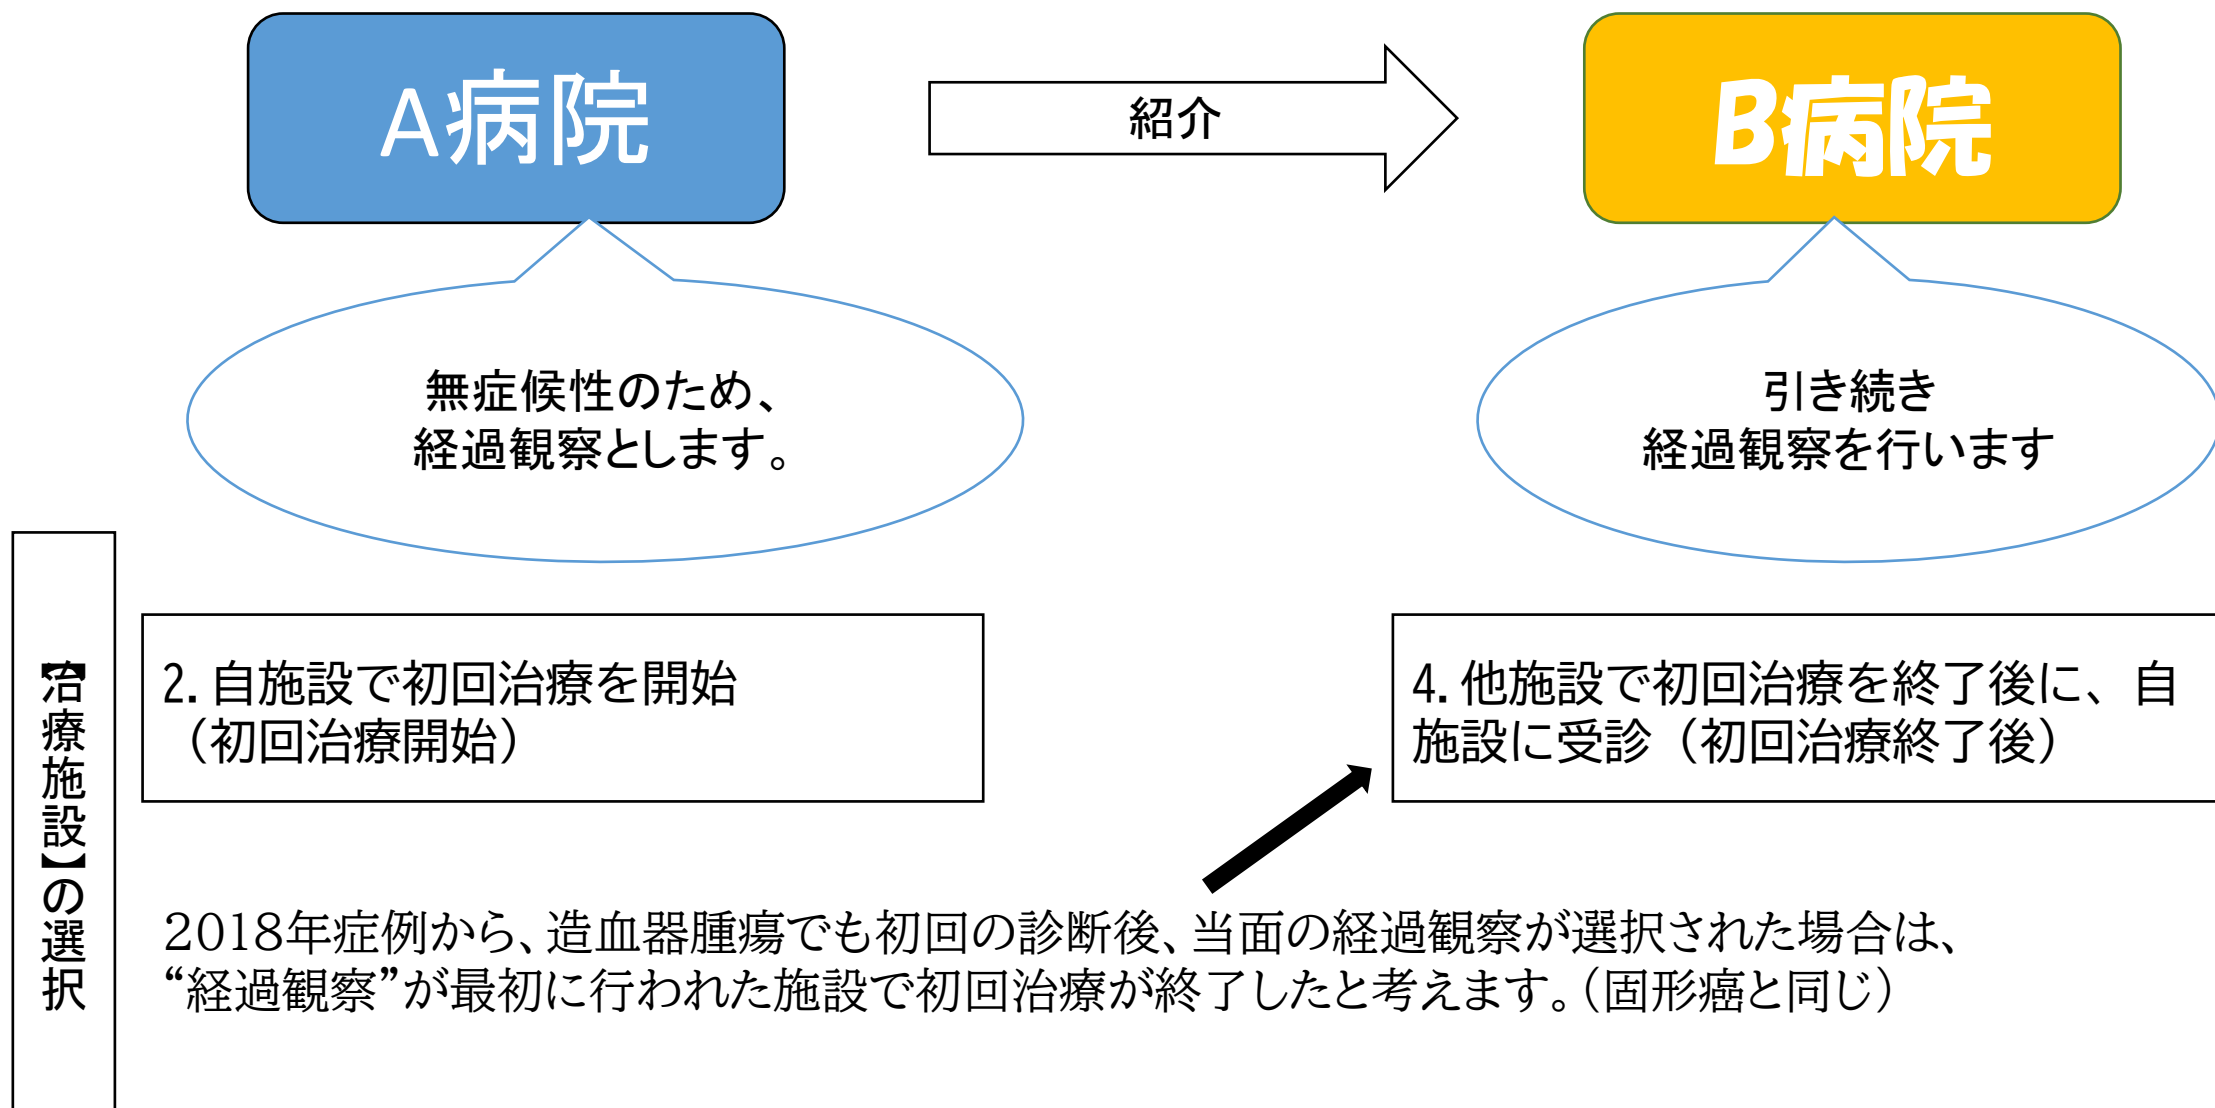 A病院
紹介
B病院
無症候性のため、
経過観察とします。
引き続き
経過観察を行います
【治療施設】の選択
2.自施設で初回治療を開始
(初回治療開始)
4.他施設で初回治療を終了後に、自
施設に受診(初回治療終了後)
2018年症例から、造血器腫瘍でも初回の診断後、当面の経過観察が選択された場合は、
“経過観察”が最初に行われた施設で初回治療が終了したと考えます。(固形癌と同じ)